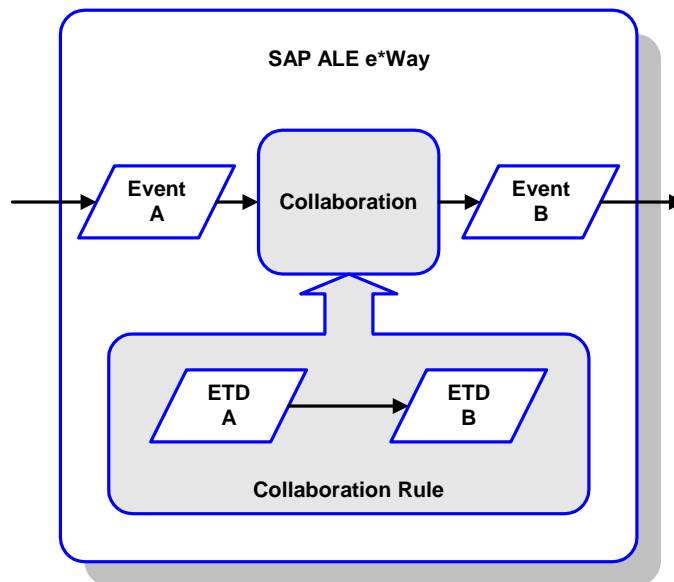 SAP ALE e*Way
Event
A
Collaboration
Event
B
ETD
A
ETD
B
Collaboration Rule